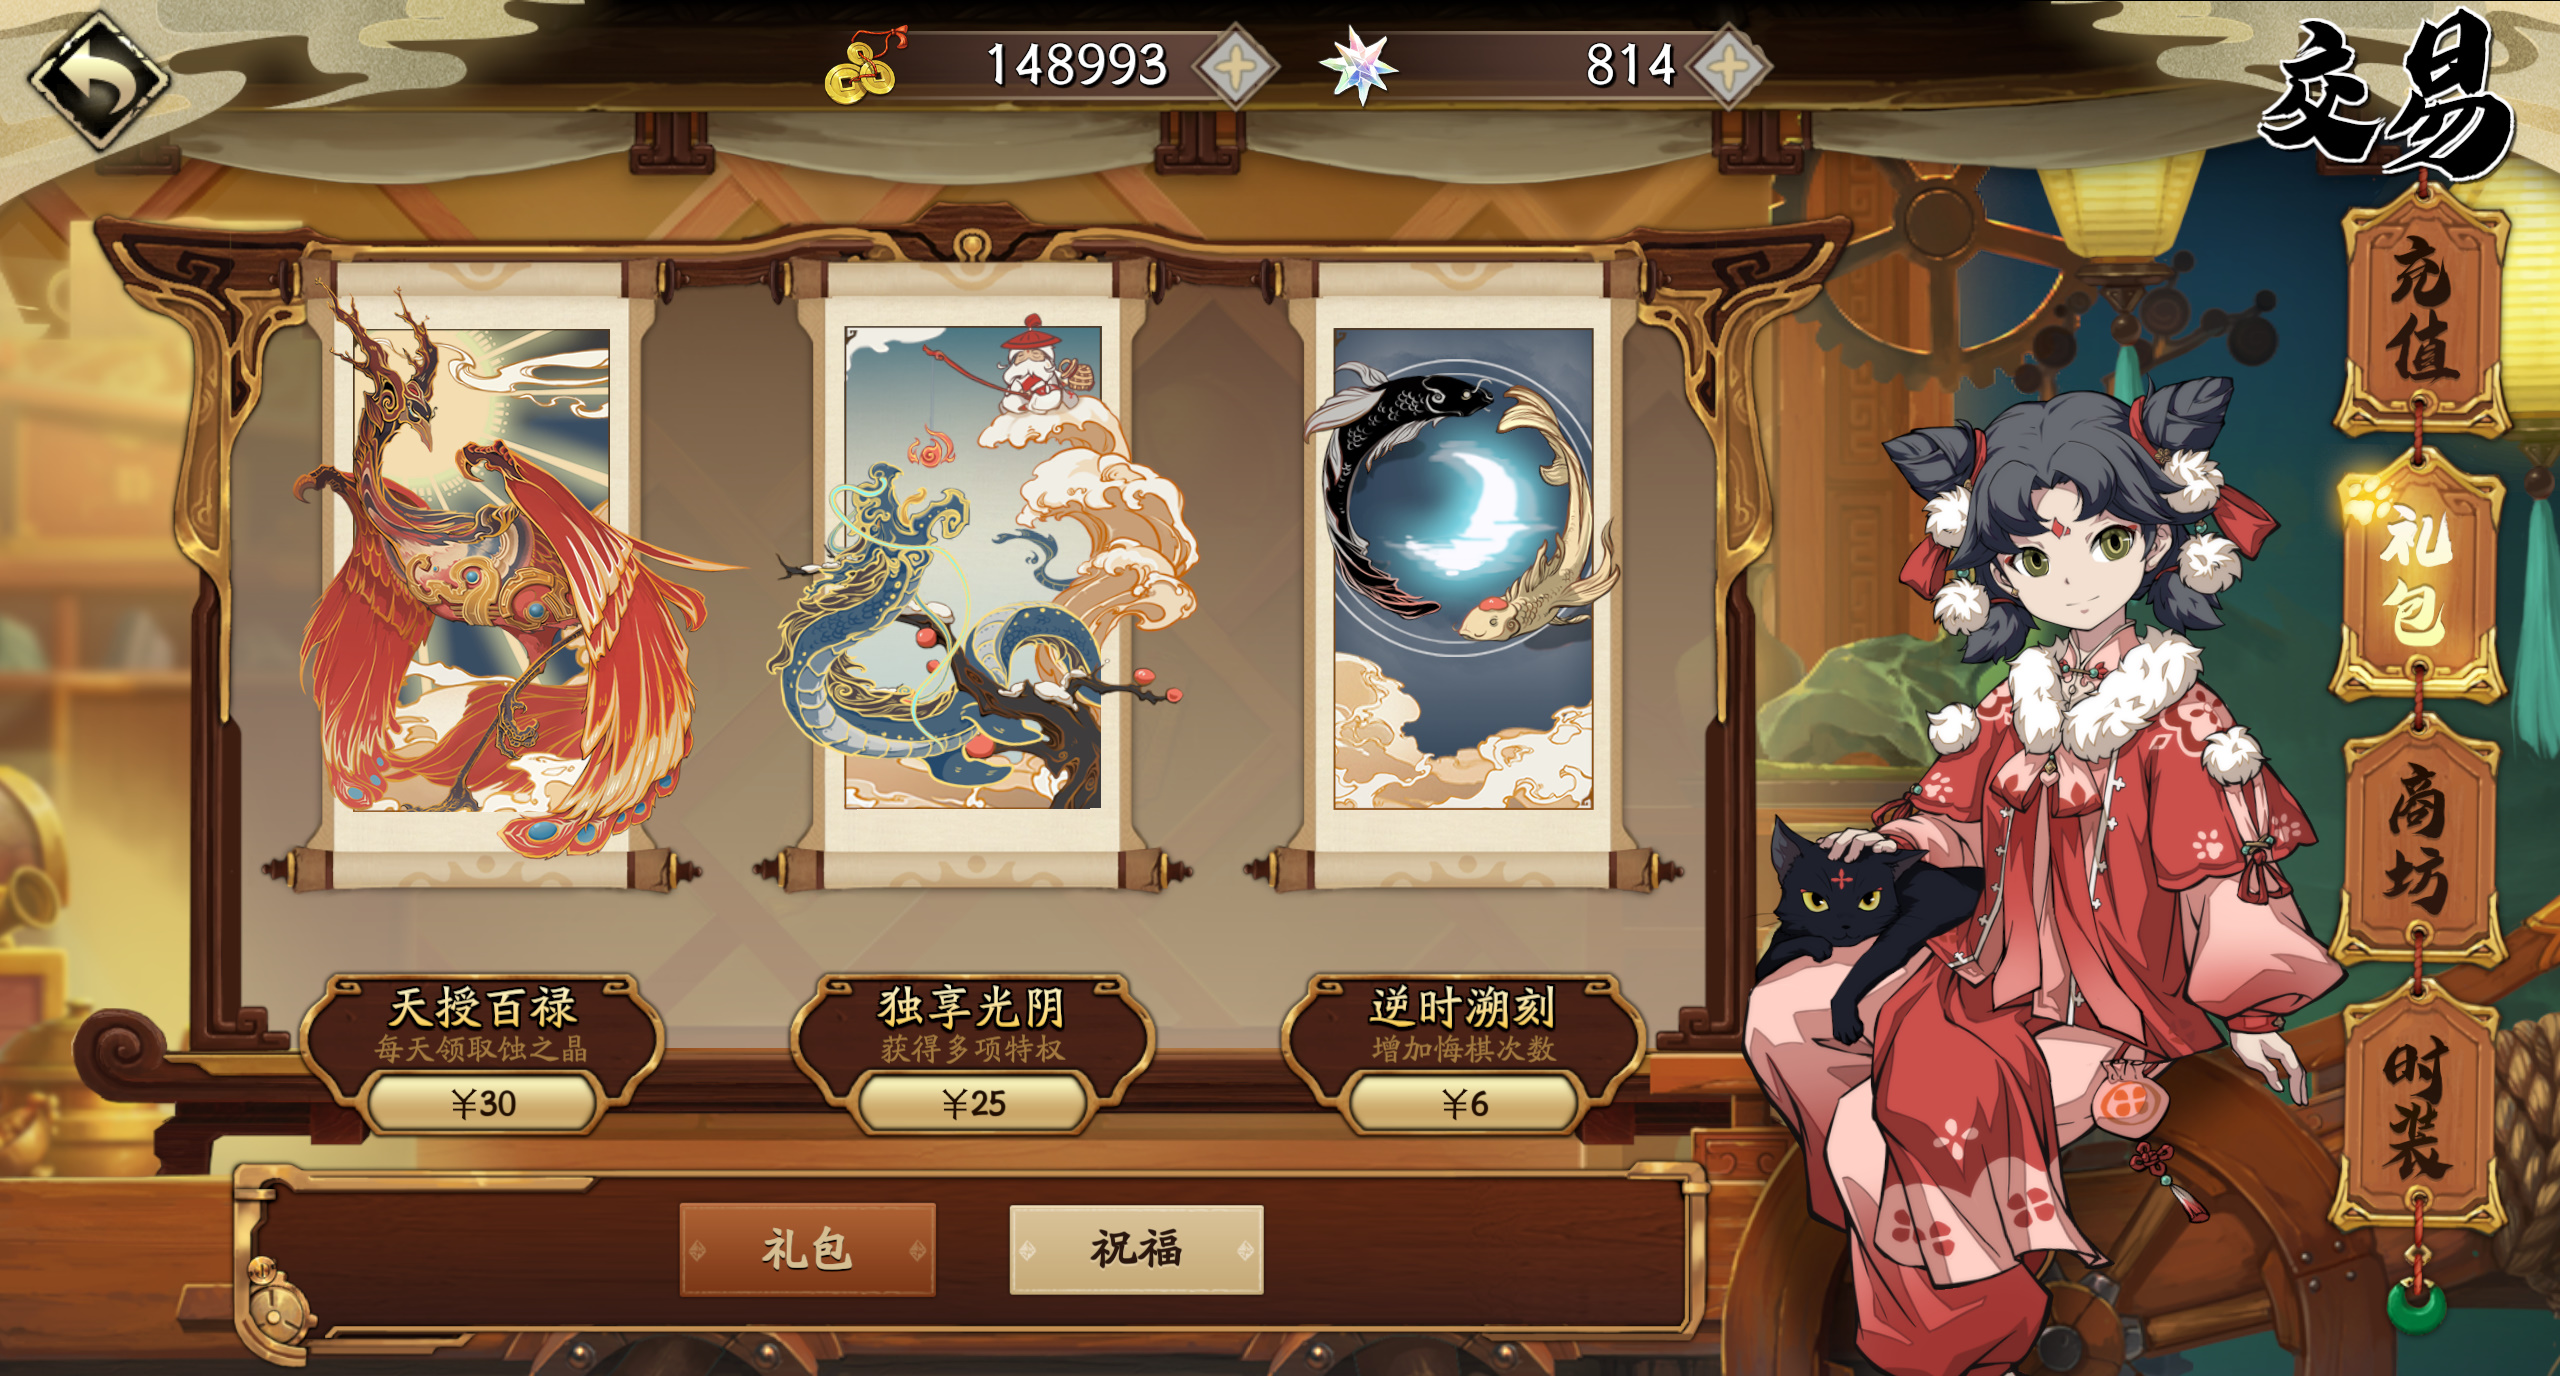 148993
814
交易
充值
礼包
商坊
时装
天授百禄
每天领取蚀之晶
¥30
独享光阴
获得多项特权
¥25
逆时溯刻
增加悔棋次数
¥6
礼包
祝福